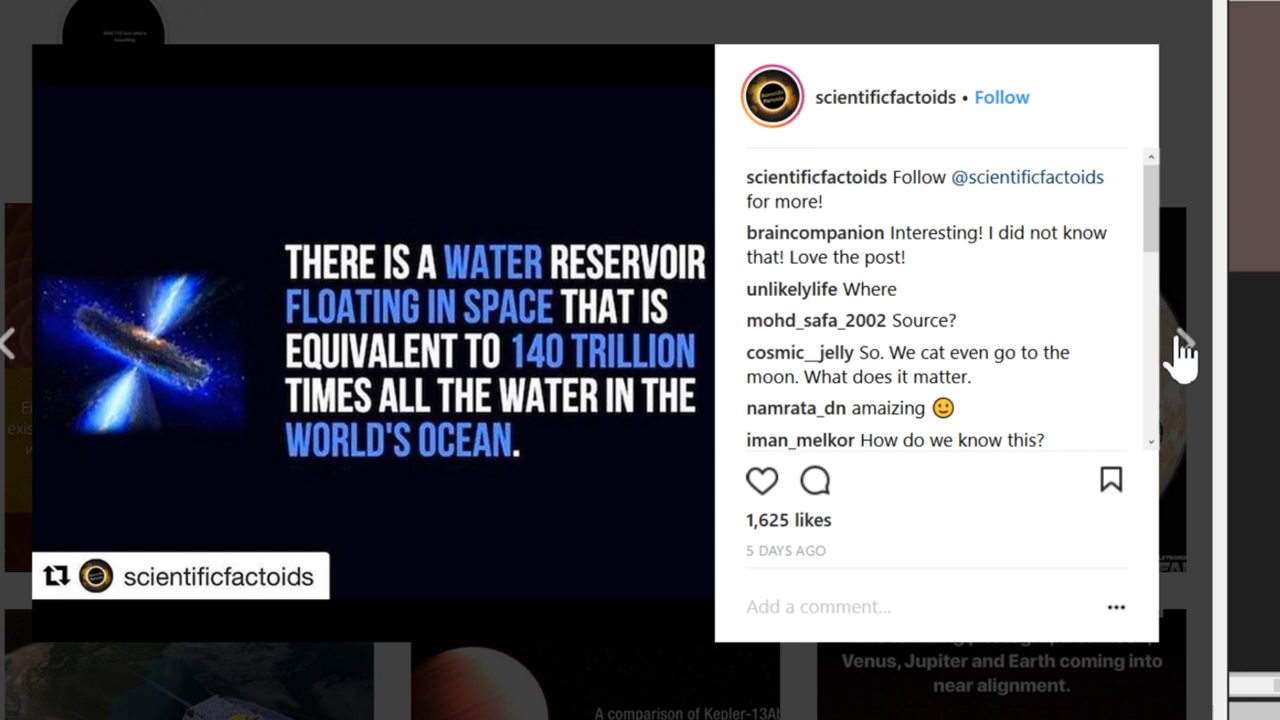 THERE IS A WATER RESERVOIR
FLOATING IN SPACE THAT IS
EQUIVALENT TO 140 TRILLION
TIMES ALL THE WATER IN THE
WORLD'S OCEAN.
scientificfactoids
scientificfactoids • Follow
scientificfactoids Follow @scientificfactoids
for more!
braincompanion Interesting! I did not know
that! Love the post!
unlikelylife Where
mohd_safa_2002 Source?
cosmic__jelly So. We cat even go to the
moon. What does it matter.
namrata_dn amaizing 🙂
iman_melkor How do we know this?
1,625 likes
5 DAYS AGO
Add a comment...
Venus, Jupiter and Earth coming into
near alignment.
A comparison of Kepler-13A